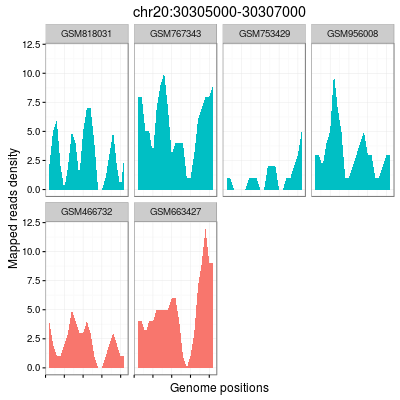 chr20:30305000-30307000
GSM818031 GSM767343 GSM753429 GSM956008
12.5
10.0
7.5
5.0
2.5
0.0
GSM466732 GSM663427
12.5
10.0
7.5
5.0
2.5
0.0
Mapped reads density
Genome positions